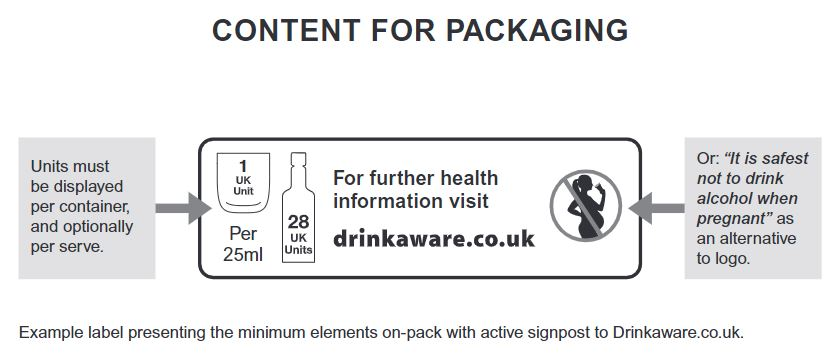 CONTENT FOR PACKAGING
Units must
be displayed
per container,
and optionally
per serve.
1
UK
Unit
Per
25ml
28
UK
Units
For further health
information visit
drinkaware.co.uk
Or: “It is safest
not to drink
alcohol when
pregnant” as
an alternative
to logo.
Example label presenting the minimum elements on-pack with active signpost to Drinkaware.co.uk.